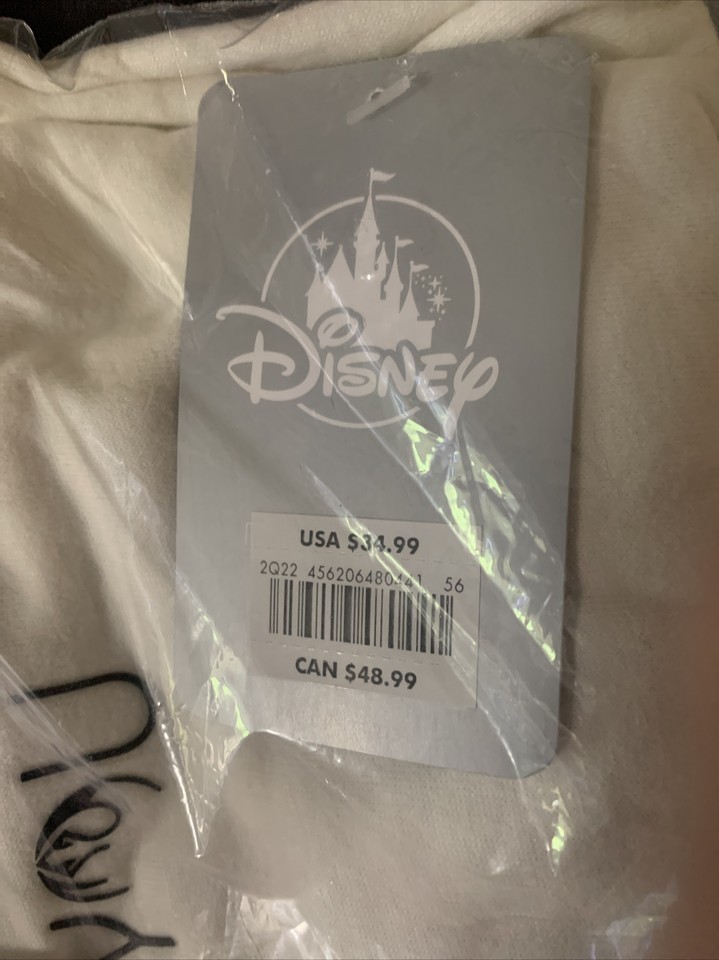 Disney
USA $34.99
2Q22 456206480441 56
CAN $48.99